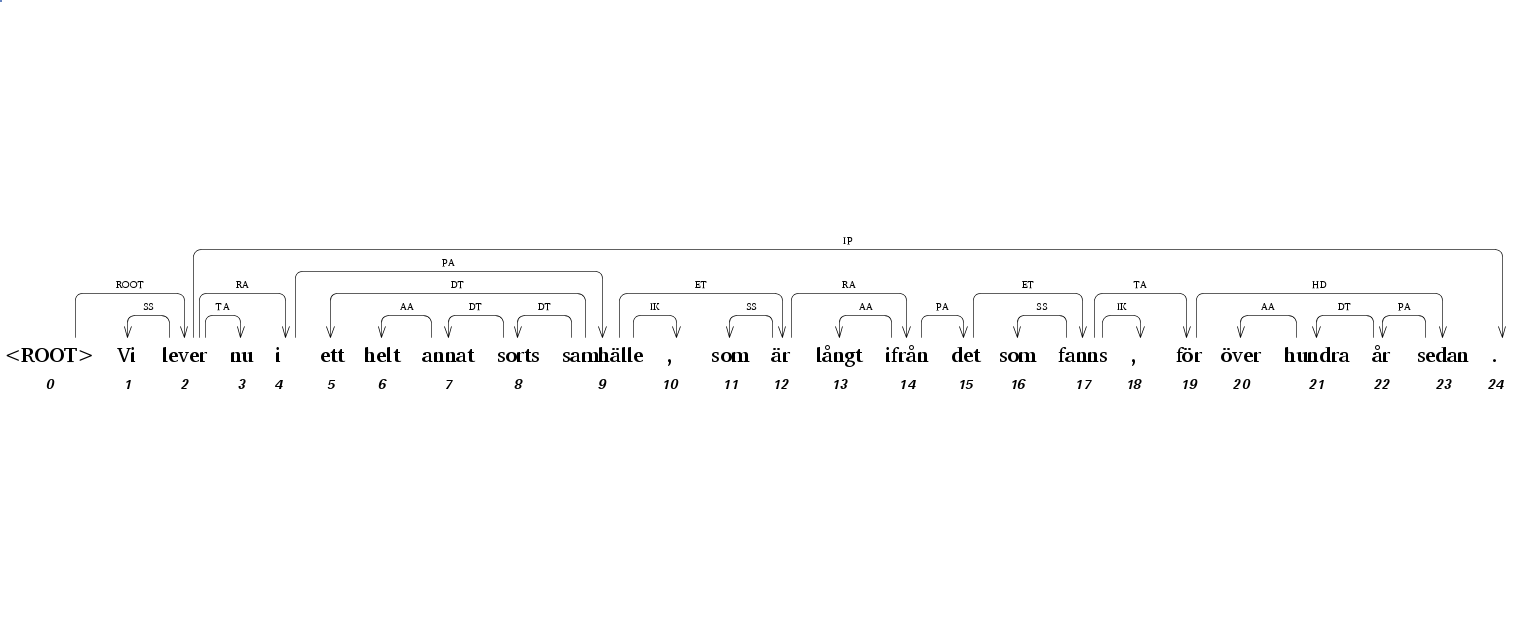 IP
PA
ROOT RA DT ET RA ET TA HD
SS TA AA DT DT IK SS AA PA SS IK AA DT PA
<ROOT> Vi lever nu i ett helt annat sorts samhälle , som är långt ifrån det som fanns , för över hundra år sedan .
0 1 2 3 4 5 6 7 8 9 10 11 12 13 14 15 16 17 18 19 20 21 22 23 24